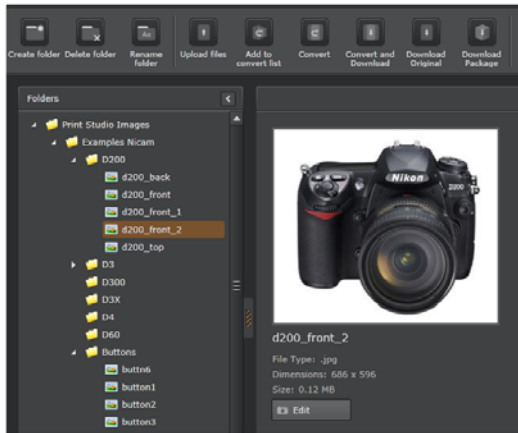 Create folder Delete folder Rename folder Upload files Add to convert list Convert Convert and Download Download Original Download Package
Folders
Print Studio Images
Examples Nicam
D200
d200_back
d200_front
d200_front_1
d200_front_2
d200_top
D3
D300
D3X
D4
D60
Buttons
buttn6
button1
button2
button3
Nikon
D200
d200_front_2
File Type: .jpg
Dimensions: 686 x 596
Size: 0.12 MB
Edit